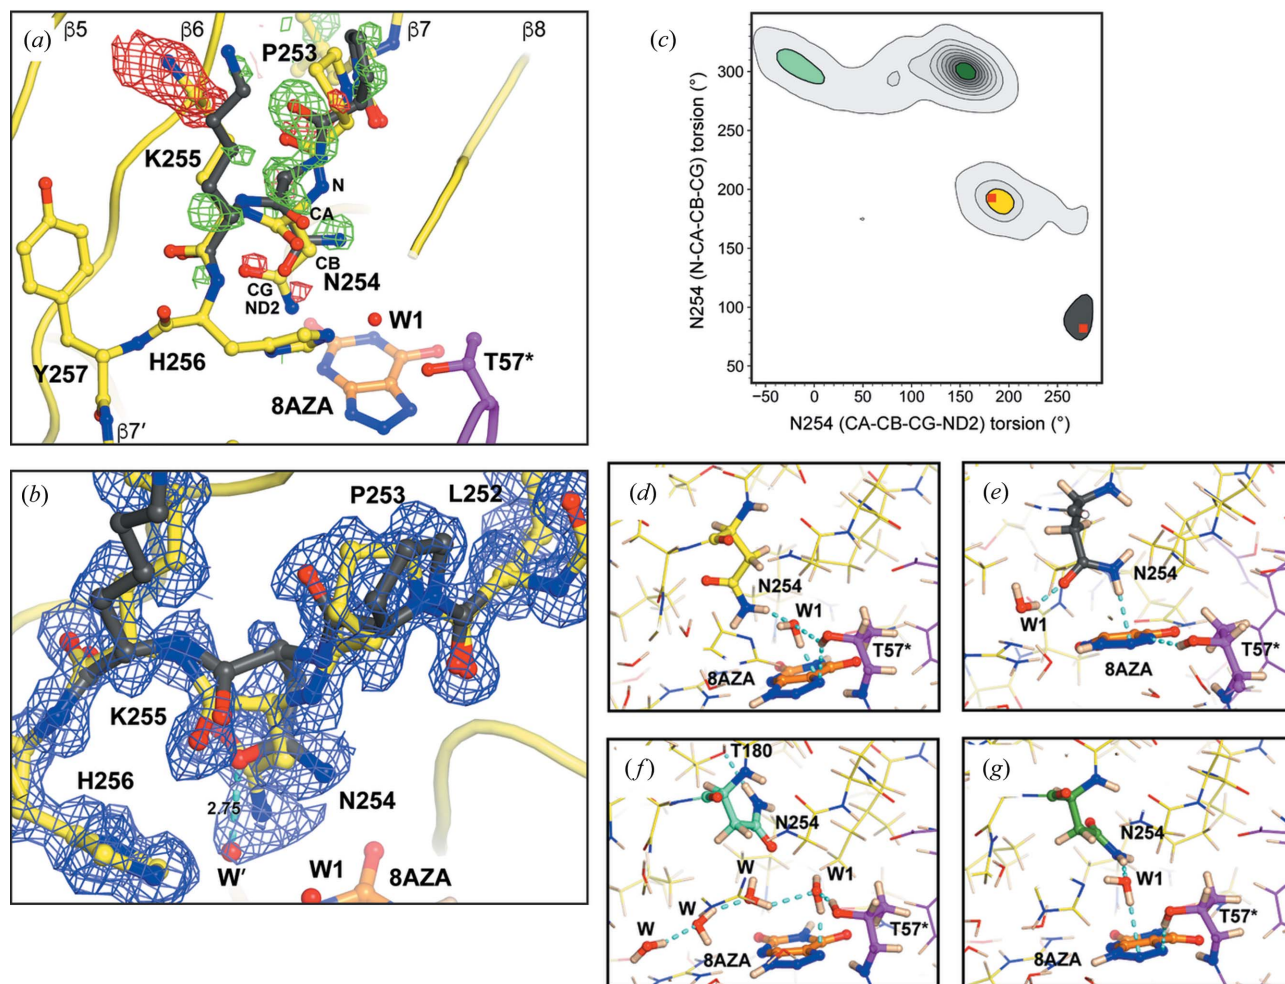 (a)
β5
β6
β7
β8
P253
K255
N
CA
CB
N254
CG
ND2
W1
H256
T57*
Y257
8AZA
β7′
(b)
P253
L252
K255
H256
2.75
N254
W′
W1
8AZA
(c)
N254 (N-CA-CB-CG) torsion (°)
300
250
200
150
100
50
-50 0 50 100 150 200 250 300
N254 (CA-CB-CG-ND2) torsion (°)
(d)
N254
W1
T57*
8AZA
(e)
N254
W1
T57*
8AZA
(f)
T180
N254
W
W1
W
W
T57*
8AZA
(g)
N254
W1
T57*
8AZA